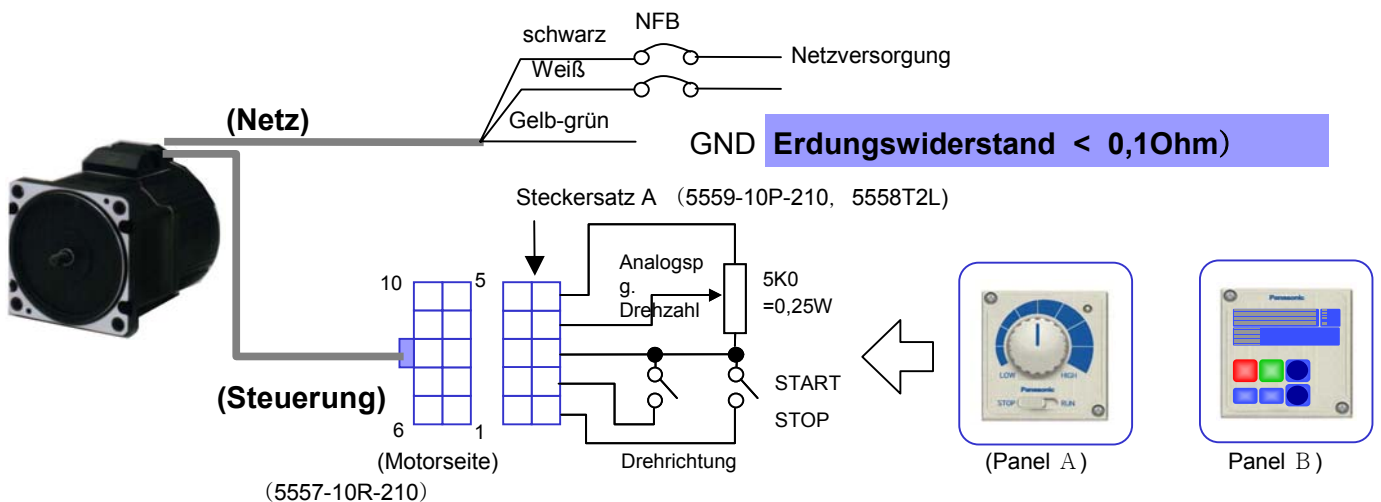 schwarz
NFB
Weiß
Netzversorgung
(Netz)
Gelb-grün
GND Erdungswiderstand < 0,1Ohm)
Steckersatz A (5559-10P-210, 5558T2L)
10
5
Analogsp
g.
Drehzahl
5K0
=0,25W
START
STOP
(Steuerung)
6
1
(Motorseite)
(5557-10R-210)
Drehrichtung
LOW
HIGH
Panasonic
STOP
RUN
(Panel A)
Panasonic
Panel B)